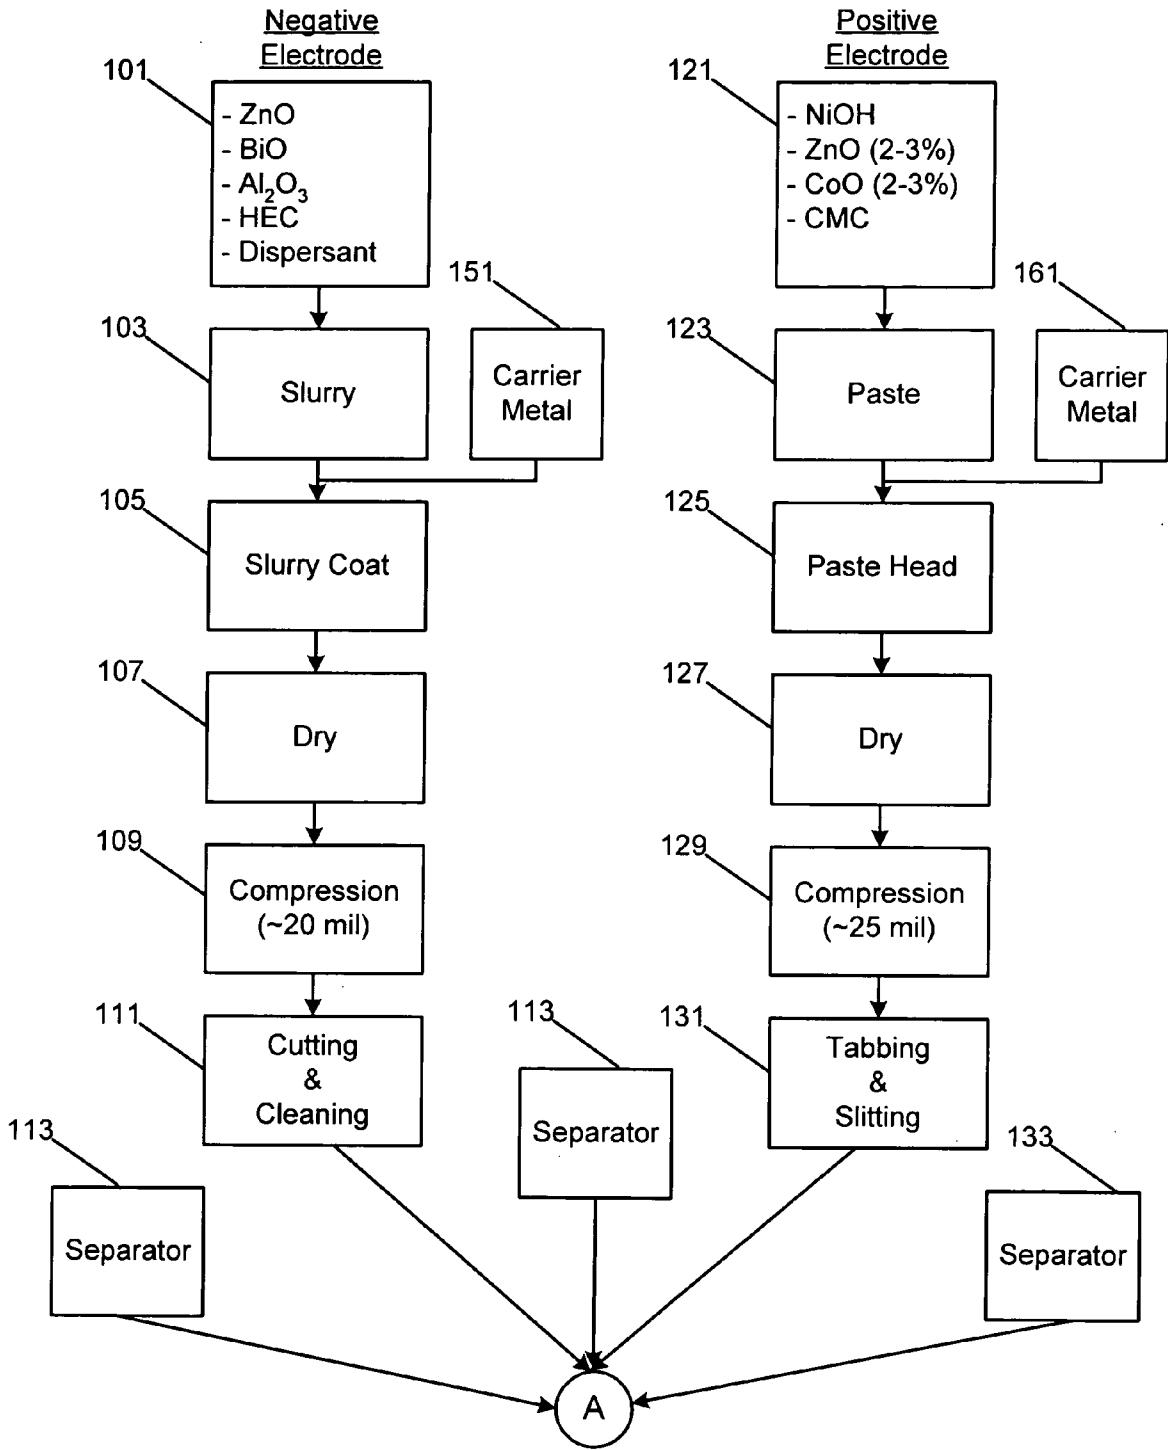 Negative
Electrode
101
- ZnO
- BiO
- Al₂O₃
- HEC
- Dispersant
151
103
Slurry
Carrier
Metal
105
Slurry Coat
107
Dry
109
Compression
(~20 mil)
111
Cutting
&
Cleaning
113
Separator
113
Separator
Positive
Electrode
121
- NiOH
- ZnO (2-3%)
- CoO (2-3%)
- CMC
161
123
Paste
Carrier
Metal
125
Paste Head
127
Dry
129
Compression
(~25 mil)
131
Tabbing
&
Slitting
133
Separator
A